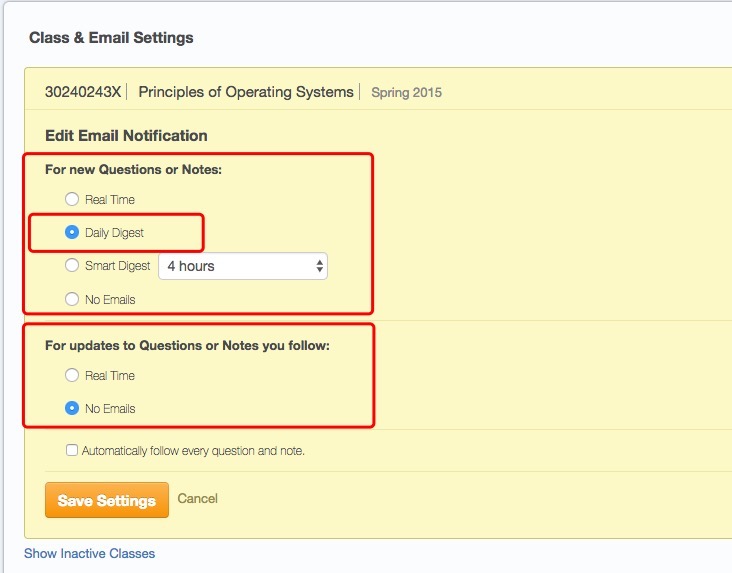 Class & Email Settings
30240243X | Principles of Operating Systems | Spring 2015
Edit Email Notification
For new Questions or Notes:
Real Time
Daily Digest
Smart Digest 4 hours
No Emails
For updates to Questions or Notes you follow:
Real Time
No Emails
Automatically follow every question and note.
Save Settings Cancel
Show Inactive Classes